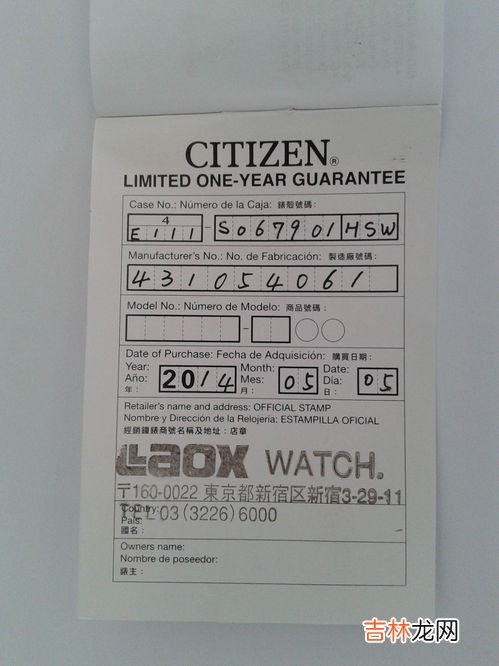 CITIZEN®
LIMITED ONE-YEAR GUARANTEE
Case No.: Número de la Caja: 錶殼號碼:
4
E111-S067901HSW
Manufacturer's No.: No. de Fabricación: 製造廠號碼:
431054061
Model No.: Número de Modelo: 商品號碼:
-
Date of Purchase: Fecha de Adquisición: 購買日期:
Year: Month: Date:
Año: 2014 Mes: 05 Día: 05
年: 月: 日:
Retailer's name and address: OFFICIAL STAMP
Nombre y Dirección de la Relojería: ESTAMPILLA OFICIAL
經銷鐘錶商號名稱及地址: 店章
LAOX WATCH.
〒160-0022 東京都新宿区新宿3-29-11
Country:
TEL 03(3226)6000
País:
國名:
Owners name:
Nombre de poseedor:
錶主:
吉林龙网